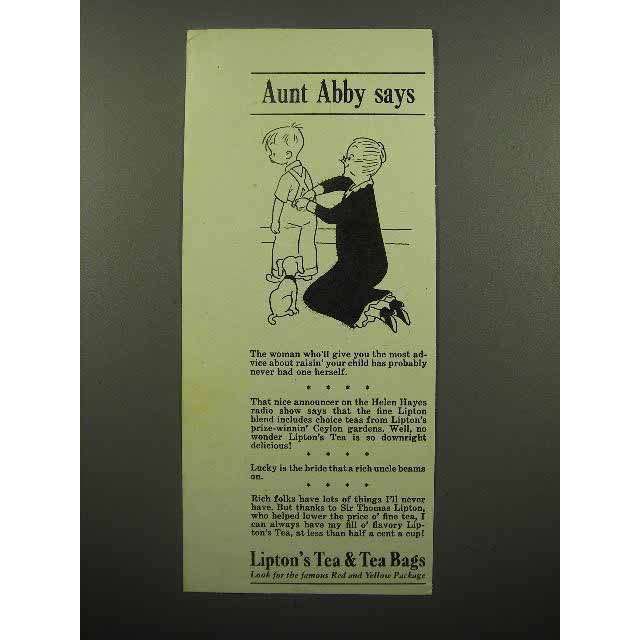 Aunt Abby says
The woman who'll give you the most ad-
vice about raisin' your child has probably
never had one herself.
* * * *
That nice announcer on the Helen Hayes
radio show says that the fine Lipton
blend includes choice teas from Lipton's
prize-winnin' Ceylon gardens. Well, no
wonder Lipton's Tea is so downright
delicious!
* * * *
Lucky is the bride that a rich uncle beams
on.
* * * *
Rich folks have lots of things I'll never
have. But thanks to Sir Thomas Lipton,
who helped lower the price o' fine tea, I
can always have my fill o' flavory Lip-
ton's Tea, at less than half a cent a cup!
Lipton's Tea & Tea Bags
Look for the famous Red and Yellow Package